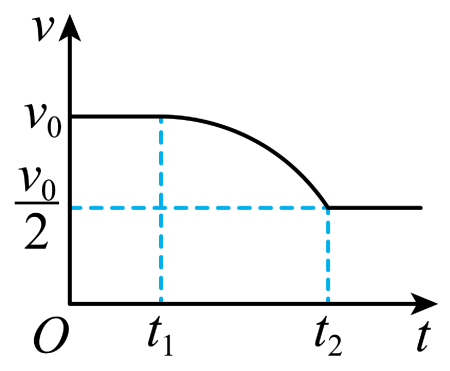 v
v₀
v₀/2
O
t₁
t₂
t